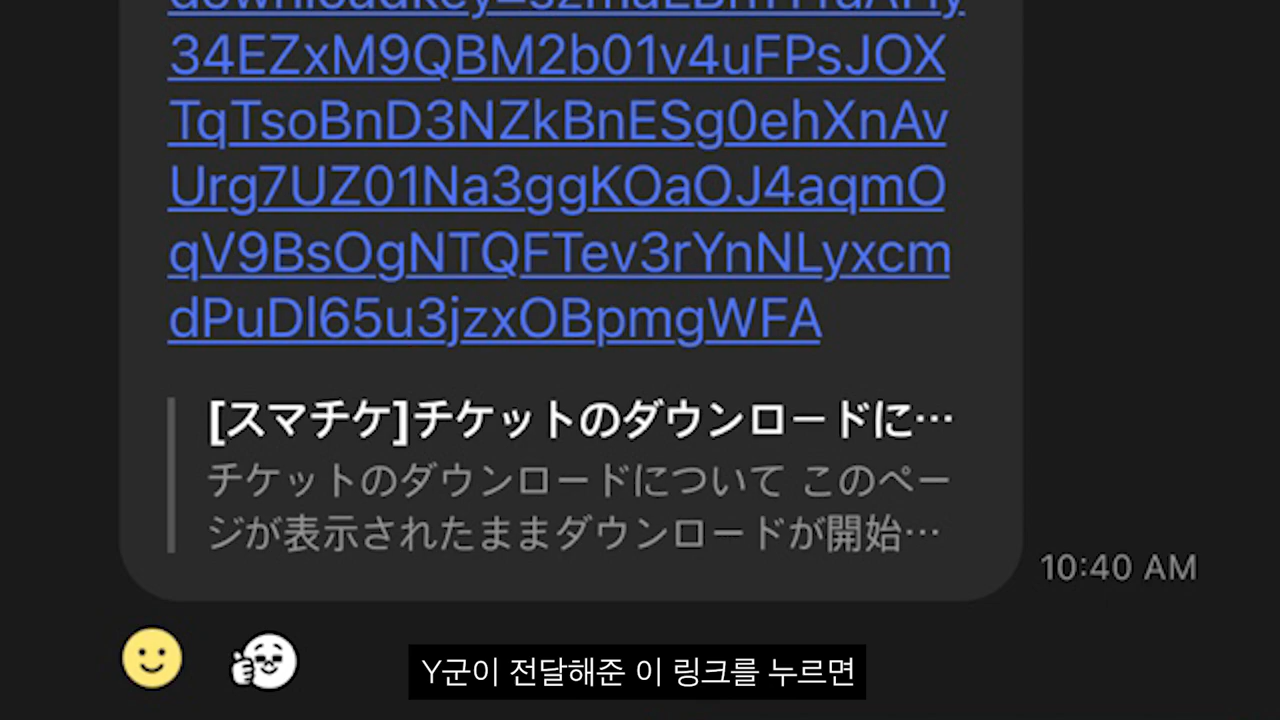 34EZxM9QBM2b01v4uFPsJOX
TqTsoBnD3NZkBnESg0ehXnAv
Urg7UZ01Na3ggKOaOJ4aqmO
qV9BsOgNTQFTev3rYnNLyxcm
dPuDl65u3jzxOBpmgWFA
[スマチケ]チケットのダウンロードに…
チケットのダウンロードについて このペー
ジが表示されたままダウンロードが開始…
10:40 AM
Y군이 전달해준 이 링크를 누르면